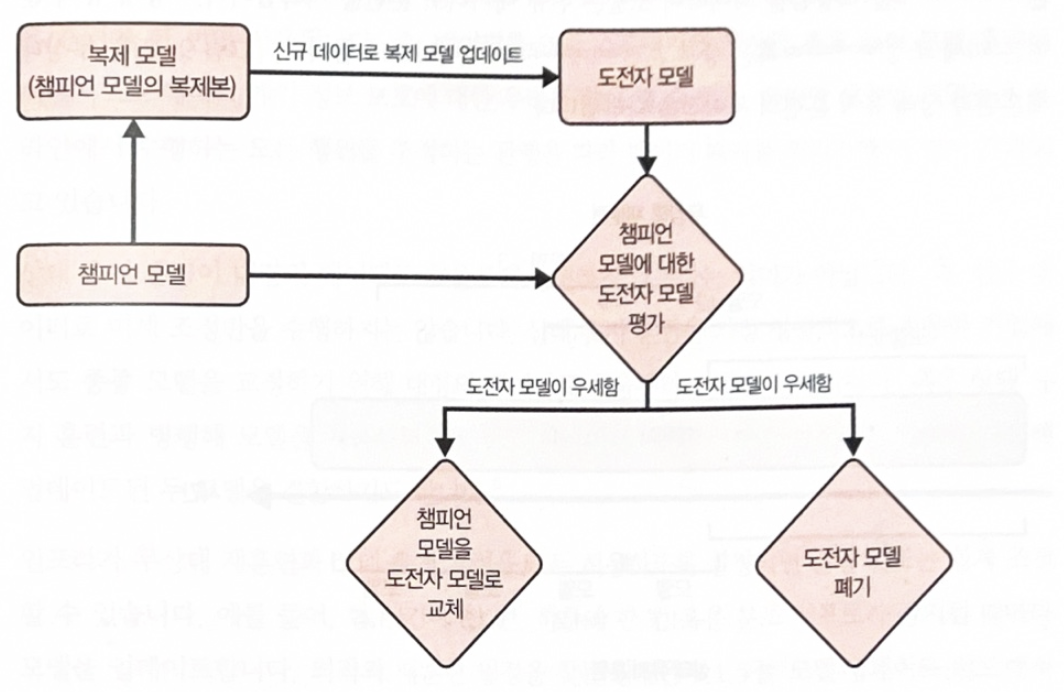 복제 모델
(챔피언 모델의 복제본)
신규 데이터로 복제 모델 업데이트
도전자 모델
챔피언 모델
챔피언
모델에 대한
도전자 모델
평가
도전자 모델이 우세함
도전자 모델이 우세함
챔피언
모델을
도전자 모델로
교체
도전자 모델
폐기